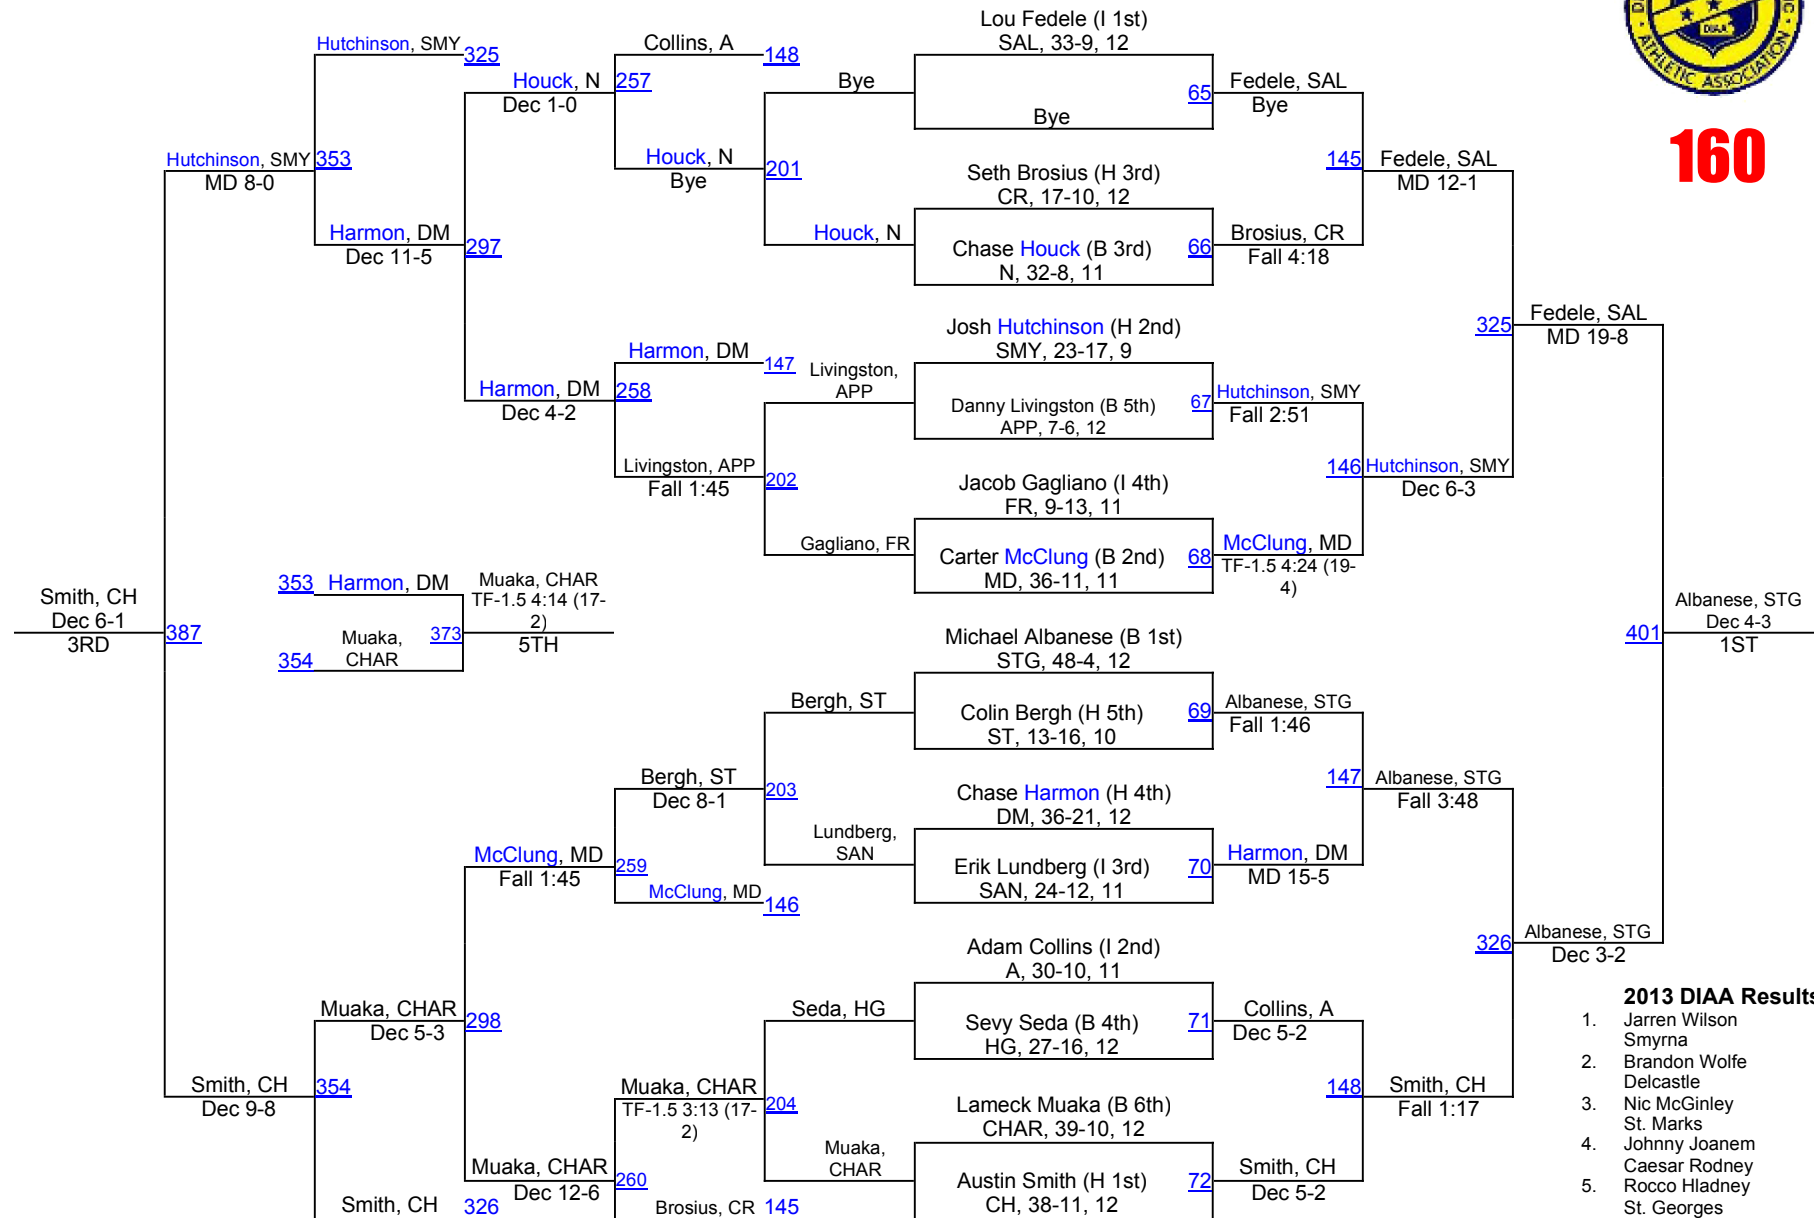 Lou Fedele (I 1st)
SAL, 33-9, 12
Bye
Seth Brosius (H 3rd)
CR, 17-10, 12
Chase Houck (B 3rd)
N, 32-8, 11
Josh Hutchinson (H 2nd)
SMY, 23-17, 9
Danny Livingston (B 5th)
APP, 7-6, 12
Jacob Gagliano (I 4th)
FR, 9-13, 11
Carter McClung (B 2nd)
MD, 36-11, 11
Michael Albanese (B 1st)
STG, 48-4, 12
Colin Bergh (H 5th)
ST, 13-16, 10
Chase Harmon (H 4th)
DM, 36-21, 12
Erik Lundberg (I 3rd)
SAN, 24-12, 11
Adam Collins (I 2nd)
A, 30-10, 11
Sevy Seda (B 4th)
HG, 27-16, 12
Lameck Muaka (B 6th)
CHAR, 39-10, 12
Austin Smith (H 1st)
CH, 38-11, 12
65
Fedele, SAL
Bye
66
Brosius, CR
Fall 4:18
67
Hutchinson, SMY
Fall 2:51
68
McClung, MD
TF-1.5 4:24 (19-
4)
69
Albanese, STG
Fall 1:46
70
Harmon, DM
MD 15-5
71
Collins, A
Dec 5-2
72
Smith, CH
Dec 5-2
145
Fedele, SAL
MD 12-1
146
Hutchinson, SMY
Dec 6-3
147
Albanese, STG
Fall 3:48
148
Smith, CH
Fall 1:17
325
Fedele, SAL
MD 19-8
326
Albanese, STG
Dec 3-2
401
Albanese, STG
Dec 4-3
1ST
Bye
Houck, N
201
Livingston,
APP
Gagliano, FR
202
Bergh, ST
Lundberg,
SAN
203
Seda, HG
Muaka,
CHAR
204
Collins, A
148
Houck, N
Bye
257
Harmon, DM
147
Livingston, APP
Fall 1:45
258
Bergh, ST
Dec 8-1
McClung, MD
146
259
Muaka, CHAR
TF-1.5 3:13 (17-
2)
Brosius, CR
145
260
Houck, N
Dec 1-0
Harmon, DM
Dec 4-2
297
McClung, MD
Fall 1:45
Muaka, CHAR
Dec 12-6
298
Hutchinson, SMY
325
Harmon, DM
Dec 11-5
353
Muaka, CHAR
Dec 5-3
Smith, CH
326
354
Hutchinson, SMY
MD 8-0
Smith, CH
Dec 9-8
387
Smith, CH
Dec 6-1
3RD
353
Harmon, DM
354
Muaka,
CHAR
373
Muaka, CHAR
TF-1.5 4:14 (17-
2)
5TH
DIAA
ATHLETIC ASSOCIATION
160
2013 DIAA Results
1. Jarren Wilson
Smyrna
2. Brandon Wolfe
Delcastle
3. Nic McGinley
St. Marks
4. Johnny Joanem
Caesar Rodney
5. Rocco Hladney
St. Georges